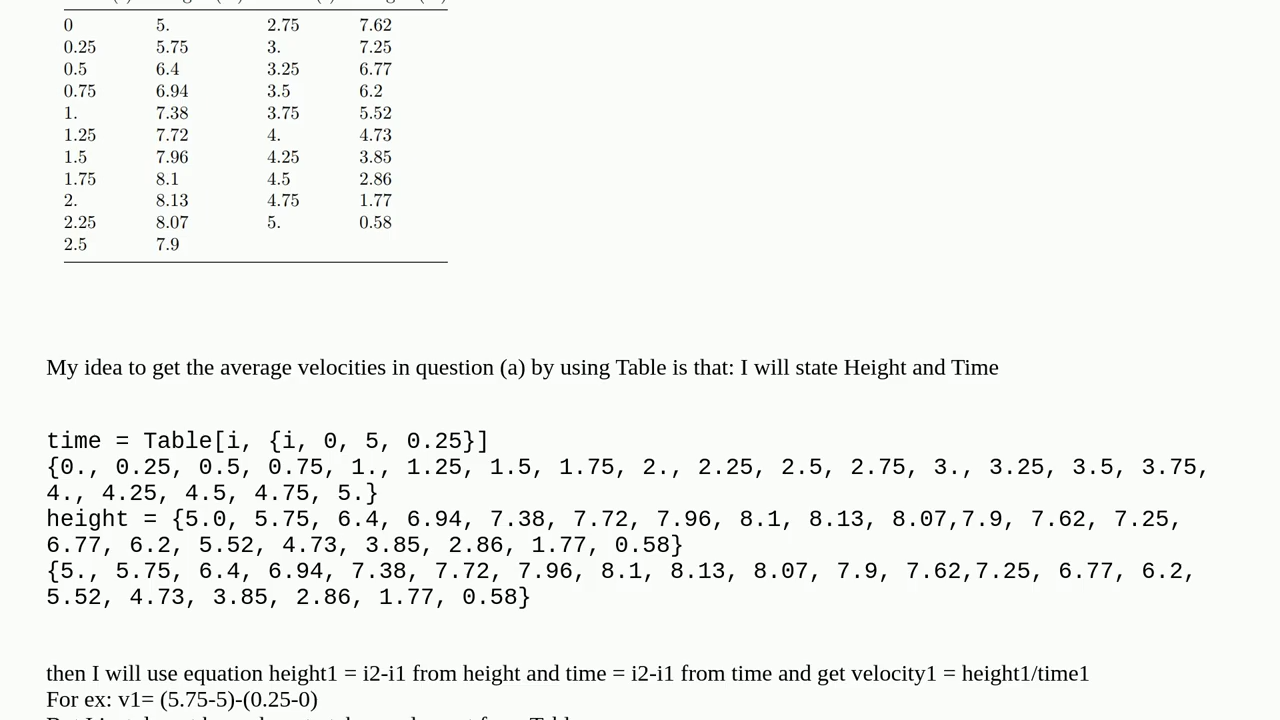 0 5. 2.75 7.62
0.25 5.75 3. 7.25
0.5 6.4 3.25 6.77
0.75 6.94 3.5 6.2
1. 7.38 3.75 5.52
1.25 7.72 4. 4.73
1.5 7.96 4.25 3.85
1.75 8.1 4.5 2.86
2. 8.13 4.75 1.77
2.25 8.07 5. 0.58
2.5 7.9
My idea to get the average velocities in question (a) by using Table is that: I will state Height and Time
time = Table[i, {i, 0, 5, 0.25}]
{0., 0.25, 0.5, 0.75, 1., 1.25, 1.5, 1.75, 2., 2.25, 2.5, 2.75, 3., 3.25, 3.5, 3.75,
4., 4.25, 4.5, 4.75, 5.}
height = {5.0, 5.75, 6.4, 6.94, 7.38, 7.72, 7.96, 8.1, 8.13, 8.07,7.9, 7.62, 7.25,
6.77, 6.2, 5.52, 4.73, 3.85, 2.86, 1.77, 0.58}
{5., 5.75, 6.4, 6.94, 7.38, 7.72, 7.96, 8.1, 8.13, 8.07, 7.9, 7.62,7.25, 6.77, 6.2,
5.52, 4.73, 3.85, 2.86, 1.77, 0.58}
then I will use equation height1 = i2-i1 from height and time = i2-i1 from time and get velocity1 = height1/time1
For ex: v1= (5.75-5)-(0.25-0)